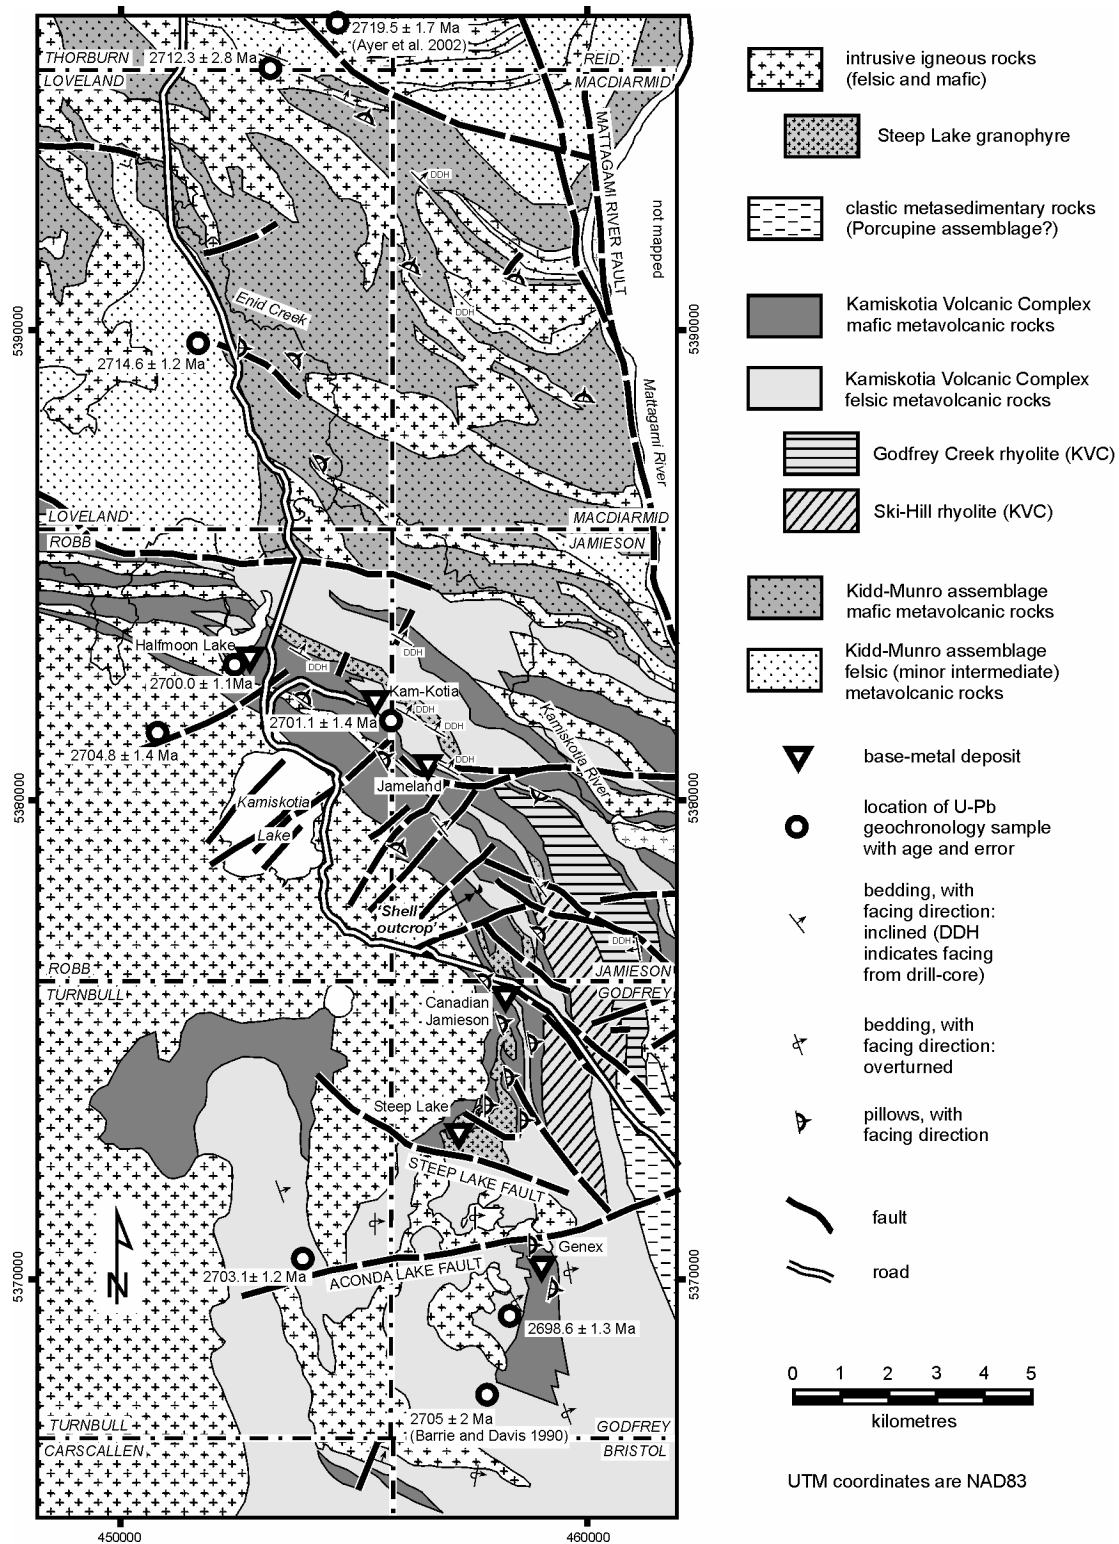 2719.5 ± 1.7 Ma
(Ayer et al. 2002)
THORBURN
2712.3 ± 2.8 Ma
REID
LOVELAND
MACDIARMID
MATTAGAMI RIVER FAULT
DDH
not mapped
Enid Creek
DDH
5390000
5390000
2714.6 ± 1.2 Ma
Mattagami River
LOVELAND
MACDIARMID
ROBB
JAMIESON
Halfmoon Lake
DDH
DDH
2700.0 ± 1.1Ma
Kam-Kotia
DDH
2701.1 ± 1.4 Ma
DDH
Kamiskotia River
2704.8 ± 1.4 Ma
DDH
Jameland
Kamiskotia
Lake
5380000
5380000
'Shell
outcrop'
DDH
ROBB
JAMIESON
TURNBULL
GODFREY
Canadian
Jamieson
Steep Lake
STEEP LAKE FAULT
Genex
N
2703.1± 1.2 Ma
ACONDA LAKE FAULT
5370000
5370000
2698.6 ± 1.3 Ma
2705 ± 2 Ma
(Barrie and Davis 1990)
TURNBULL
GODFREY
CARSCALLEN
BRISTOL
450000
460000
intrusive igneous rocks
(felsic and mafic)
Steep Lake granophyre
clastic metasedimentary rocks
(Porcupine assemblage?)
Kamiskotia Volcanic Complex
mafic metavolcanic rocks
Kamiskotia Volcanic Complex
felsic metavolcanic rocks
Godfrey Creek rhyolite (KVC)
Ski-Hill rhyolite (KVC)
Kidd-Munro assemblage
mafic metavolcanic rocks
Kidd-Munro assemblage
felsic (minor intermediate)
metavolcanic rocks
base-metal deposit
location of U-Pb
geochronology sample
with age and error
bedding, with
facing direction:
inclined (DDH
indicates facing
from drill-core)
bedding, with
facing direction:
overturned
pillows, with
facing direction
fault
road
0 1 2 3 4 5
kilometres
UTM coordinates are NAD83